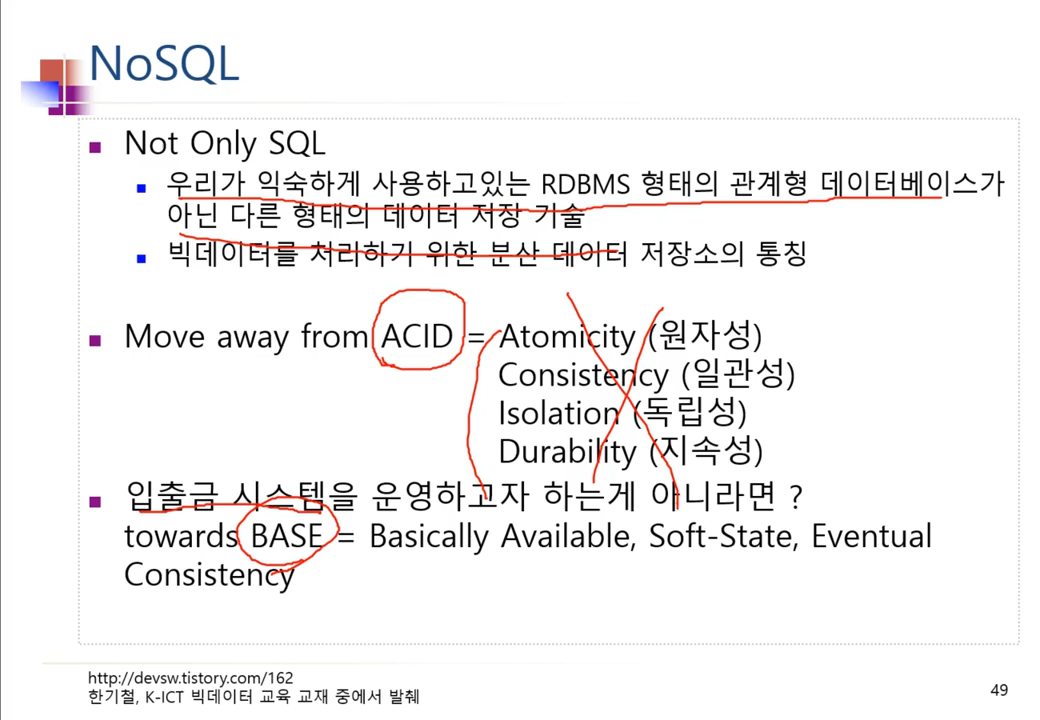 NoSQL
Not Only SQL
우리가 익숙하게 사용하고있는 RDBMS 형태의 관계형 데이터베이스가
아닌 다른 형태의 데이터 저장 기술
빅데이터를 처리하기 위한 분산 데이터 저장소의 통칭
Move away from ACID = Atomicity (원자성)
Consistency (일관성)
Isolation (독립성)
Durability (지속성)
입출금 시스템을 운영하고자 하는게 아니라면 ?
towards BASE = Basically Available, Soft-State, Eventual
Consistency
http://devsw.tistory.com/162
한기철, K-ICT 빅데이터 교육 교재 중에서 발췌
49